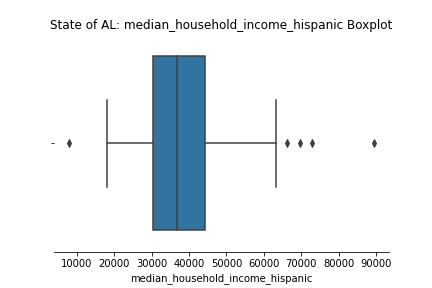 State of AL: median_household_income_hispanic Boxplot
10000 20000 30000 40000 50000 60000 70000 80000 90000
median_household_income_hispanic